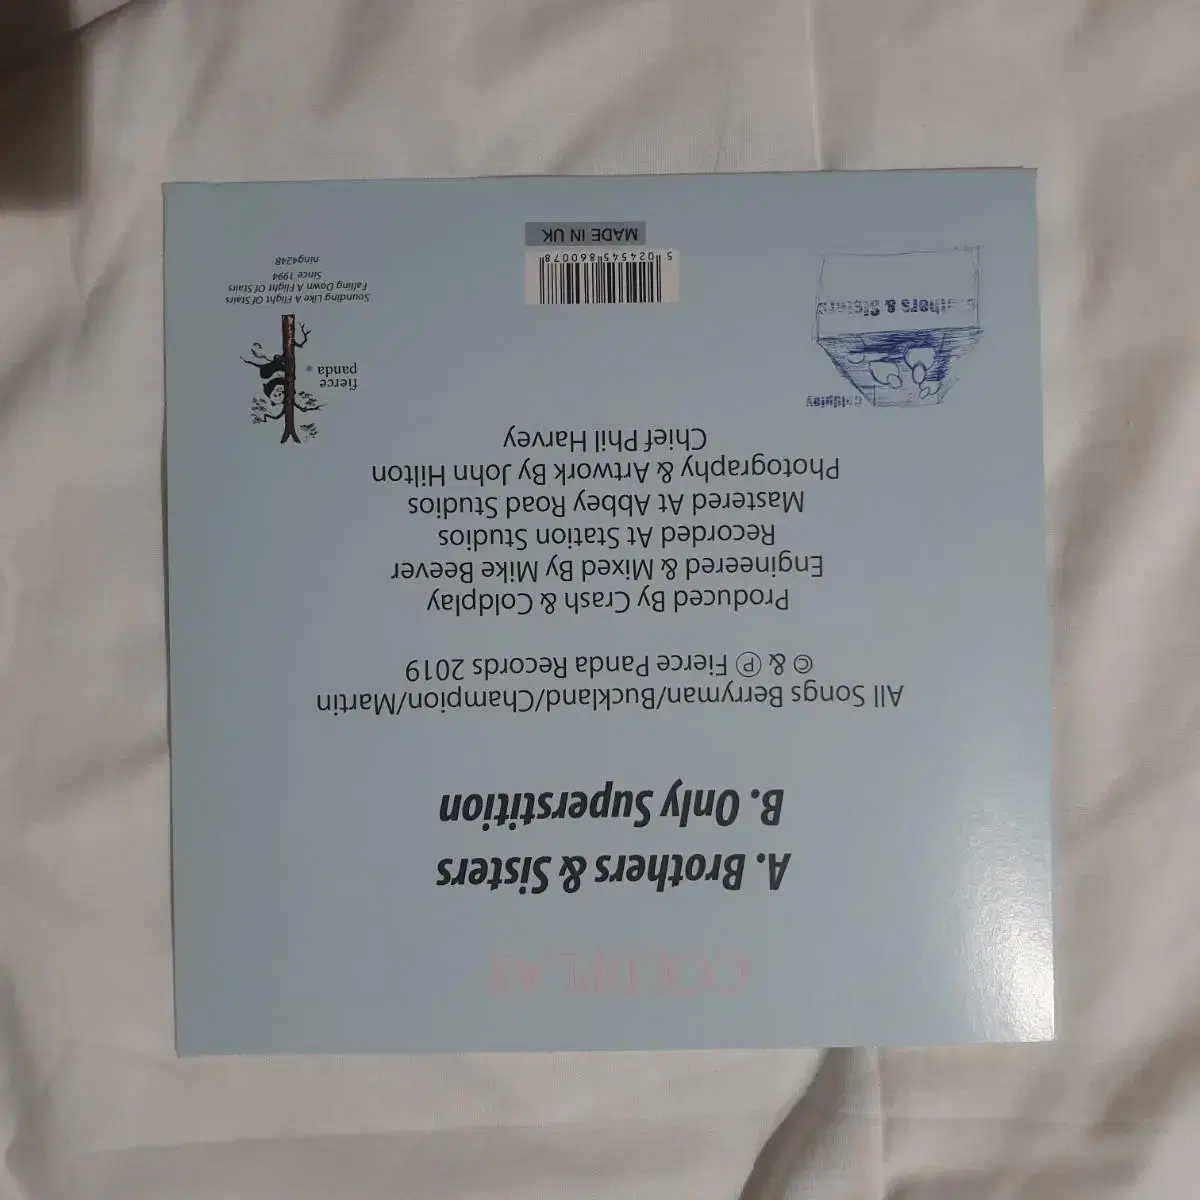 COLDPLAY
A. Brothers & Sisters
B. Only Superstition
All Songs Berryman/Buckland/Champion/Martin
© & ℗ Fierce Panda Records 2019
Produced By Crash & Coldplay
Engineered & Mixed By Mike Beever
Recorded At Station Studios
Mastered At Abbey Road Studios
Photography & Artwork By John Hilton
Chief Phil Harvey
coldplay
& Sisters
fierce
panda ®
Sounding Like A Flight Of Stairs
Falling Down A Flight Of Stairs
Since 1994
ning4248
5 024545 860078
MADE IN UK